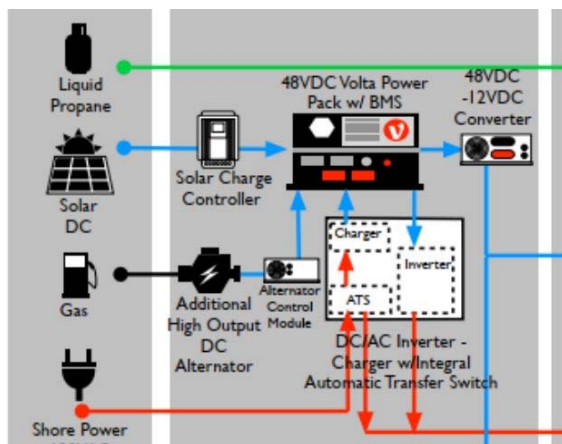 Liquid
Propane
48VDC Volta Power
Pack w/ BMS
48VDC
-12VDC
Converter
Solar
DC
Solar Charge
Controller
Charger
Inverter
ATS
Gas
Additional
High Output
DC
Alternator
Alternator
Control
Module
DC/AC Inverter -
Charger w/Integral
Automatic Transfer Switch
Shore Power